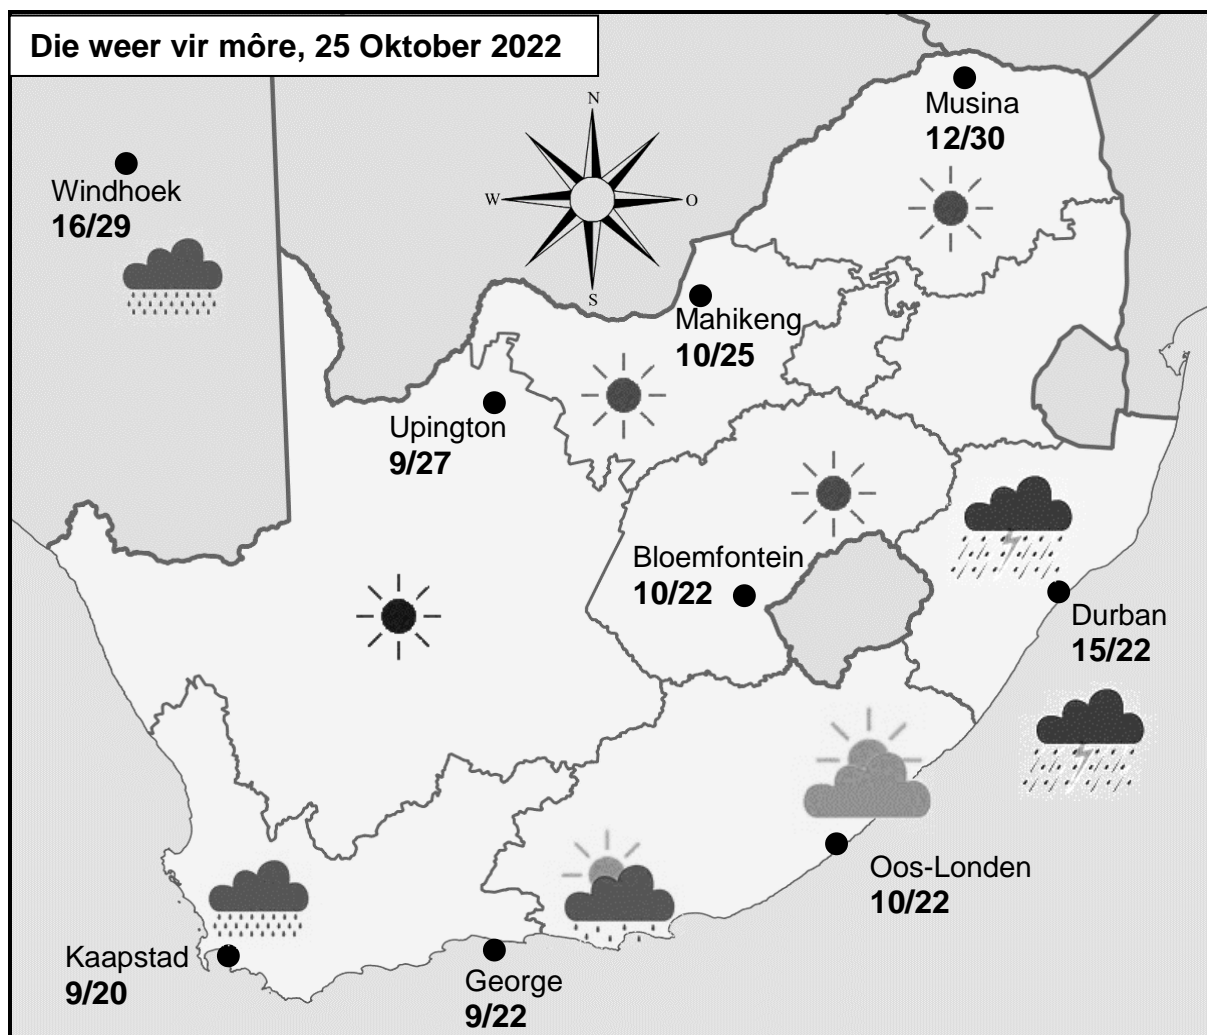 Die weer vir môre, 25 Oktober 2022
N
W
O
S
Musina
12/30
Windhoek
16/29
Mahikeng
10/25
Upington
9/27
Bloemfontein
10/22
Durban
15/22
Oos-Londen
10/22
Kaapstad
9/20
George
9/22